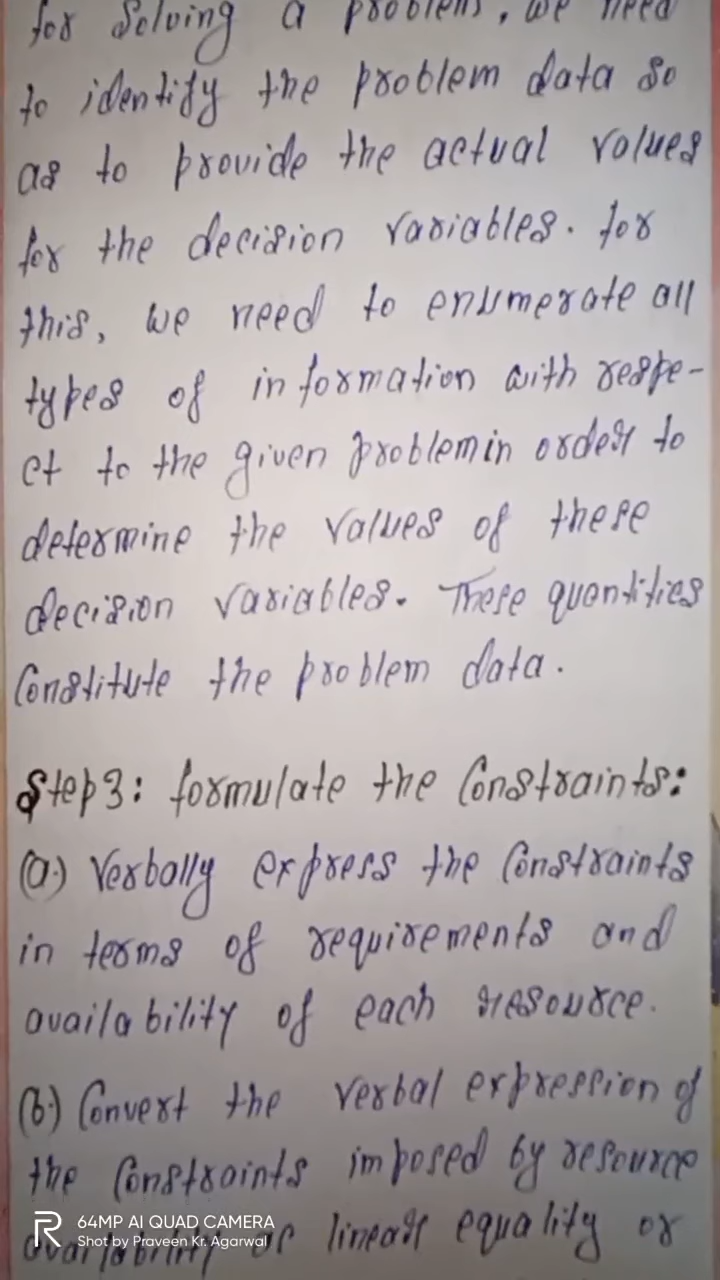 for Solving a problem, we need
to identify the problem data so
as to provide the actual values
for the decision variables. for
this, we need to enumerate all
types of information with respe-
ct to the given problem in order to
determine the values of these
decision variables. These quantities
Constitute the problem data.
Step 3: formulate the Constraints:
(a.) Verbally express the Constraints
in terms of requirements and
availability of each resource.
(b.) Convert the verbal expression of
the Constraints imposed by resource
availability as linear equality or
64MP AI QUAD CAMERA
Shot by Praveen Kr. Agarwal